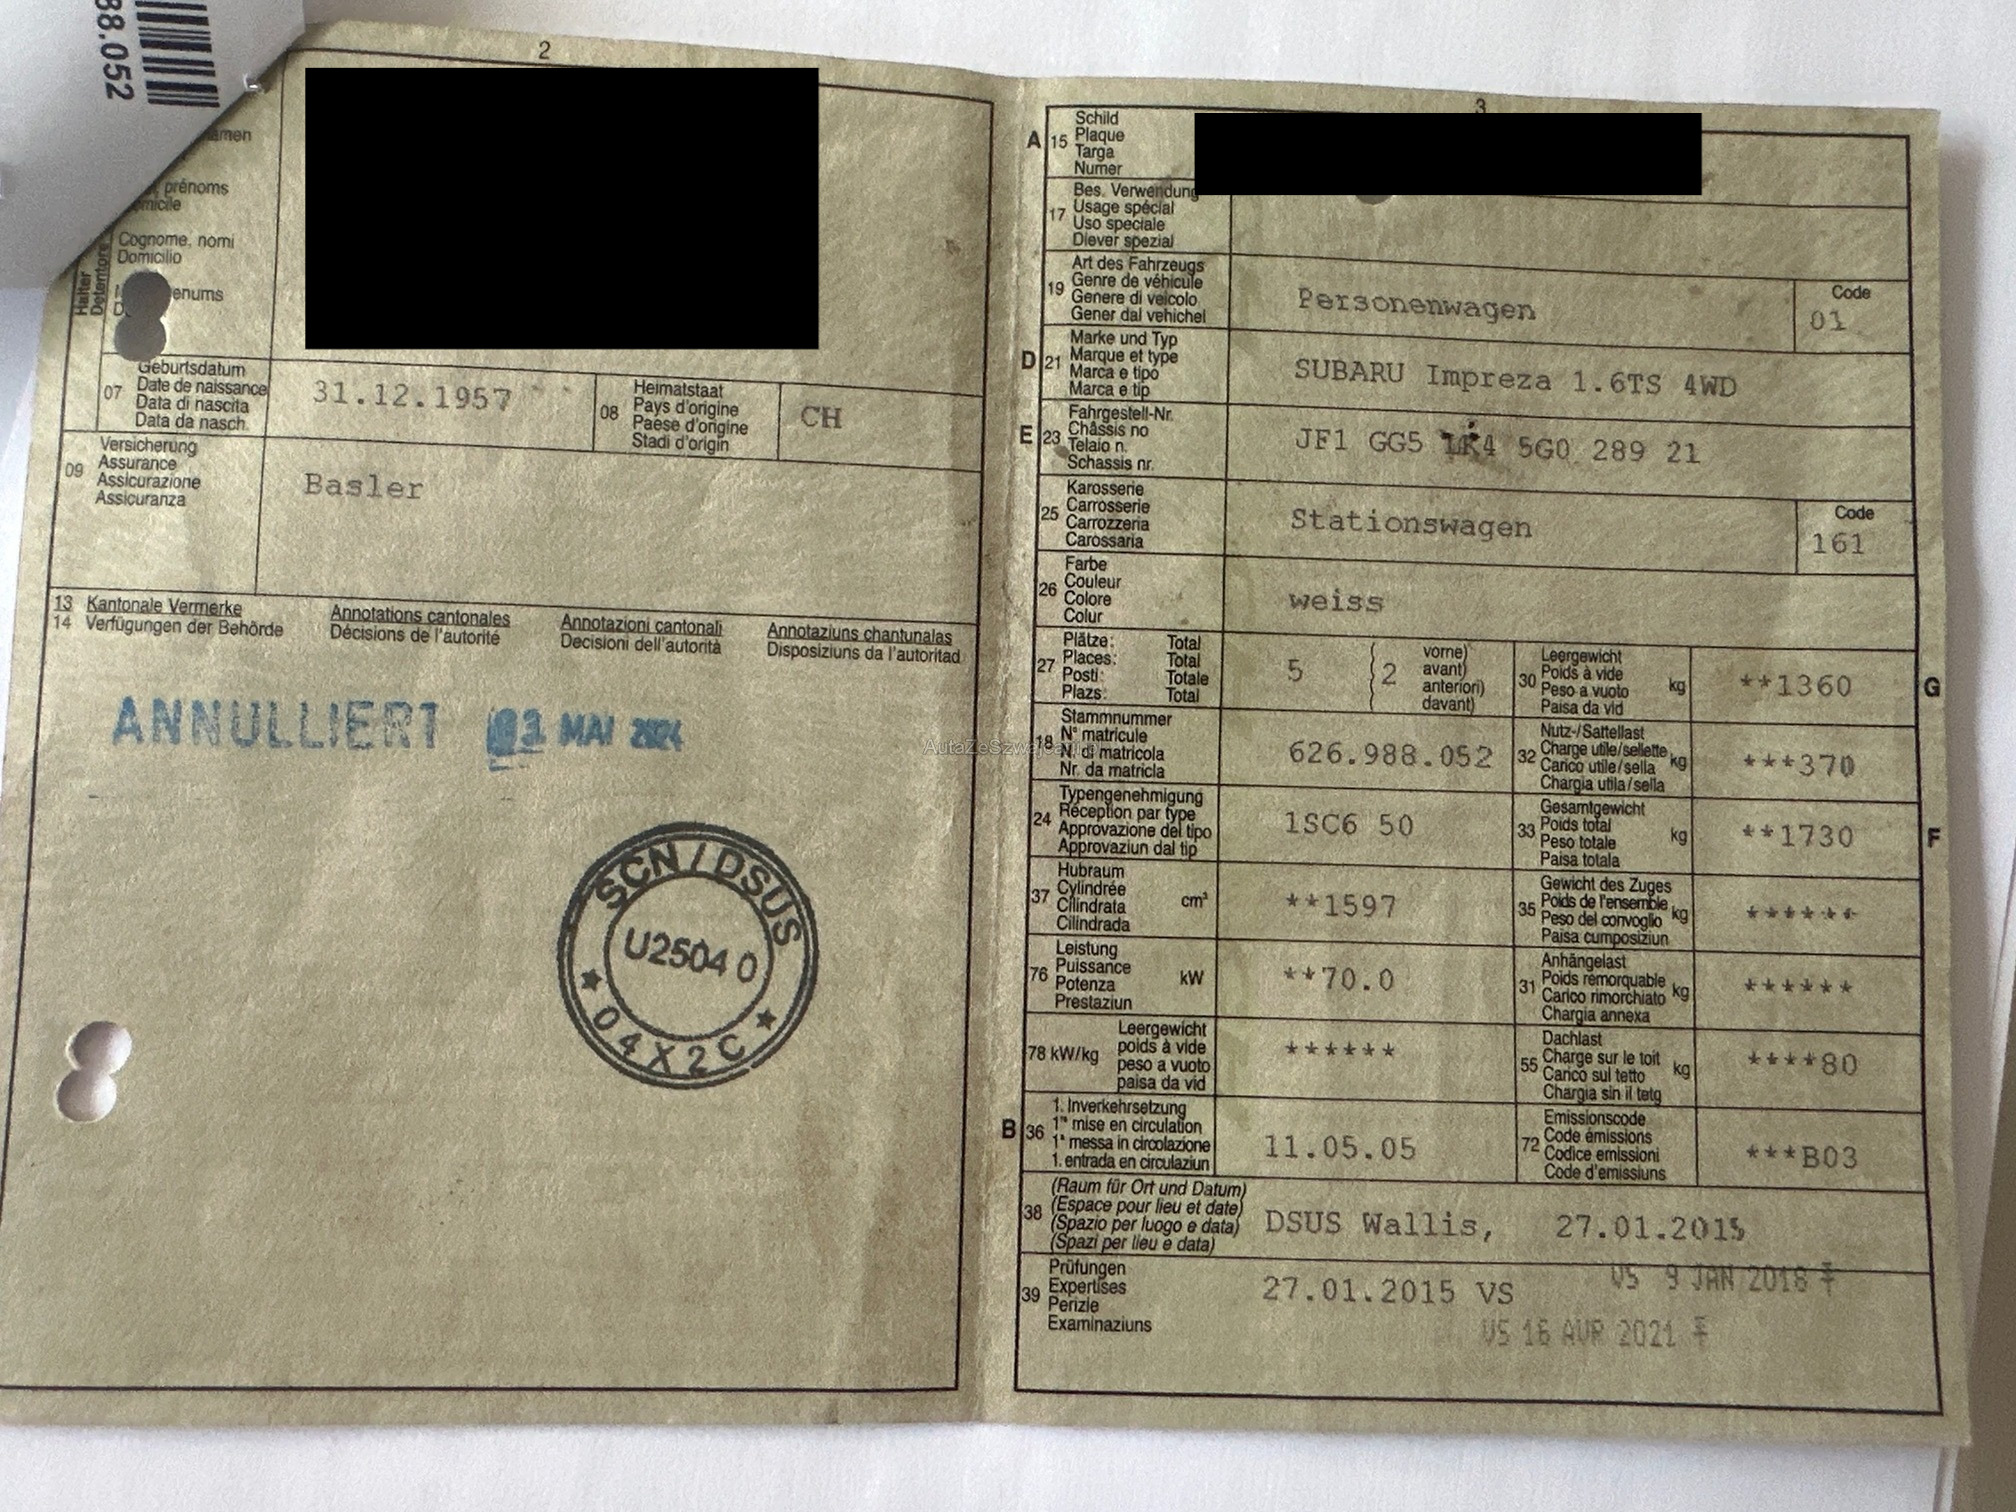 88.052
2
amen
prénoms
micile
Cognome, nomi
Domicilio
enums
Halter
Detentore
07 Geburtsdatum
Date de naissance
Data di nascita
Data da nasch.
31.12.1957
08 Heimatstaat
Pays d'origine
Paese d'origine
Stadi d'origin
CH
09 Versicherung
Assurance
Assicurazione
Assicuranza
Basler
13 Kantonale Vermerke Annotations cantonales Annotazioni cantonali Annotaziuns chantunalas
14 Verfügungen der Behörde Décisions de l'autorité Decisioni dell'autorità Disposiziuns da l'autoritad
ANNULLIERT 03 MAI 2024
SCN/DSUS
U2504 0
★ 04X2C ★
3
A 15 Schild
Plaque
Targa
Numer
17 Bes. Verwendung
Usage spécial
Uso speciale
Diever spezial
19 Art des Fahrzeugs
Genre de véhicule
Genere di veicolo
Gener dal vehichel
Personenwagen
Code
01
D 21 Marke und Typ
Marque et type
Marca e tipo
Marca e tip
SUBARU Impreza 1.6TS 4WD
E 23 Fahrgestell-Nr.
Châssis no
Telaio n.
Schassis nr.
JF1 GG5 LK4 5G0 289 21
25 Karosserie
Carrosserie
Carrozzeria
Carossaria
Stationswagen
Code
161
26 Farbe
Couleur
Colore
Colur
weiss
27 Plätze: Total
Places: Total
Posti: Totale
Plazs: Total
5 2
vorne)
avant)
anteriori)
davant)
30 Leergewicht
Poids à vide
Peso a vuoto
Paisa da vid
kg **1360 G
18 Stammnummer
N° matricule
N. di matricola
Nr. da matricla
626.988.052
AutaZeSzwajcarii.pl
32 Nutz-/Sattellast
Charge utile/sellette
Carico utile/sella
Chargia utila/sella
kg ***370
24 Typengenehmigung
Réception par type
Approvazione del tipo
Approvaziun dal tip
1SC6 50
33 Gesamtgewicht
Poids total
Peso totale
Paisa totala
kg **1730 F
37 Hubraum
Cylindrée
Cilindrata
Cilindrada
cm³ **1597
35 Gewicht des Zuges
Poids de l'ensemble
Peso del convoglio
Paisa cumposiziun
kg ******
76 Leistung
Puissance
Potenza
Prestaziun
kW **70.0
31 Anhängelast
Poids remorquable
Carico rimorchiato
Chargia annexa
kg ******
78 kW/kg Leergewicht
poids à vide
peso a vuoto
paisa da vid
******
55 Dachlast
Charge sur le toit
Carico sul tetto
Chargia sin il tetg
kg ****80
B 36 1. Inverkehrsetzung
1re mise en circulation
1a messa in circolazione
1. entrada en circulaziun
11.05.05
72 Emissionscode
Code émissions
Codice emissioni
Code d'emissiuns
***B03
38 (Raum für Ort und Datum)
(Espace pour lieu et date)
(Spazio per luogo e data)
(Spazi per lieu e data)
DSUS Wallis, 27.01.2015
39 Prüfungen
Expertises
Perizie
Examinaziuns
27.01.2015 VS
VS 9 JAN 2018
VS 16 AVR 2021